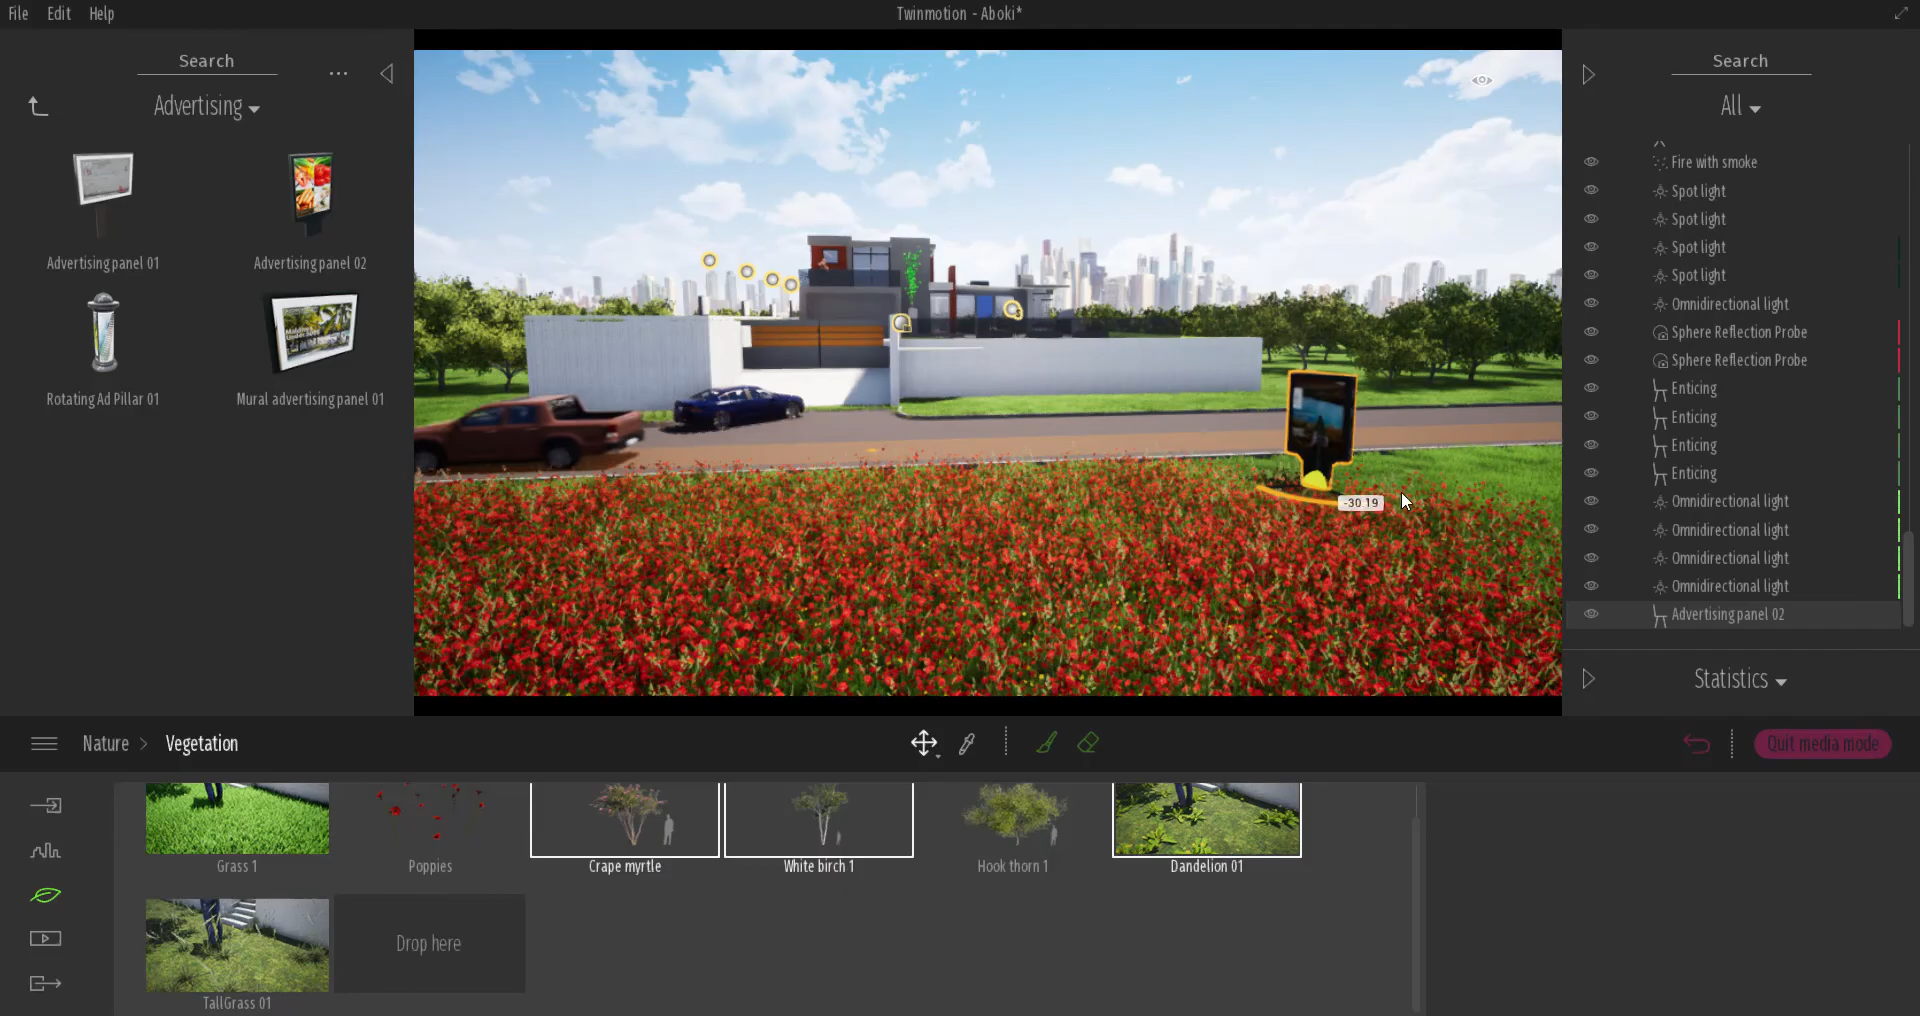 File Edit Help
Twinmotion - Aboki*
Search
Advertising
Advertising panel 01
Advertising panel 02
Rotating Ad Pillar 01
Mural advertising panel 01
-30 19
Search
All
Fire with smoke
Spot light
Spot light
Spot light
Spot light
Omnidirectional light
Sphere Reflection Probe
Sphere Reflection Probe
Enticing
Enticing
Enticing
Enticing
Omnidirectional light
Omnidirectional light
Omnidirectional light
Omnidirectional light
Advertising panel 02
Statistics
Nature > Vegetation
Quit media mode
Grass 1
Poppies
Crape myrtle
White birch 1
Hook thorn 1
Dandelion 01
TallGrass 01
Drop here